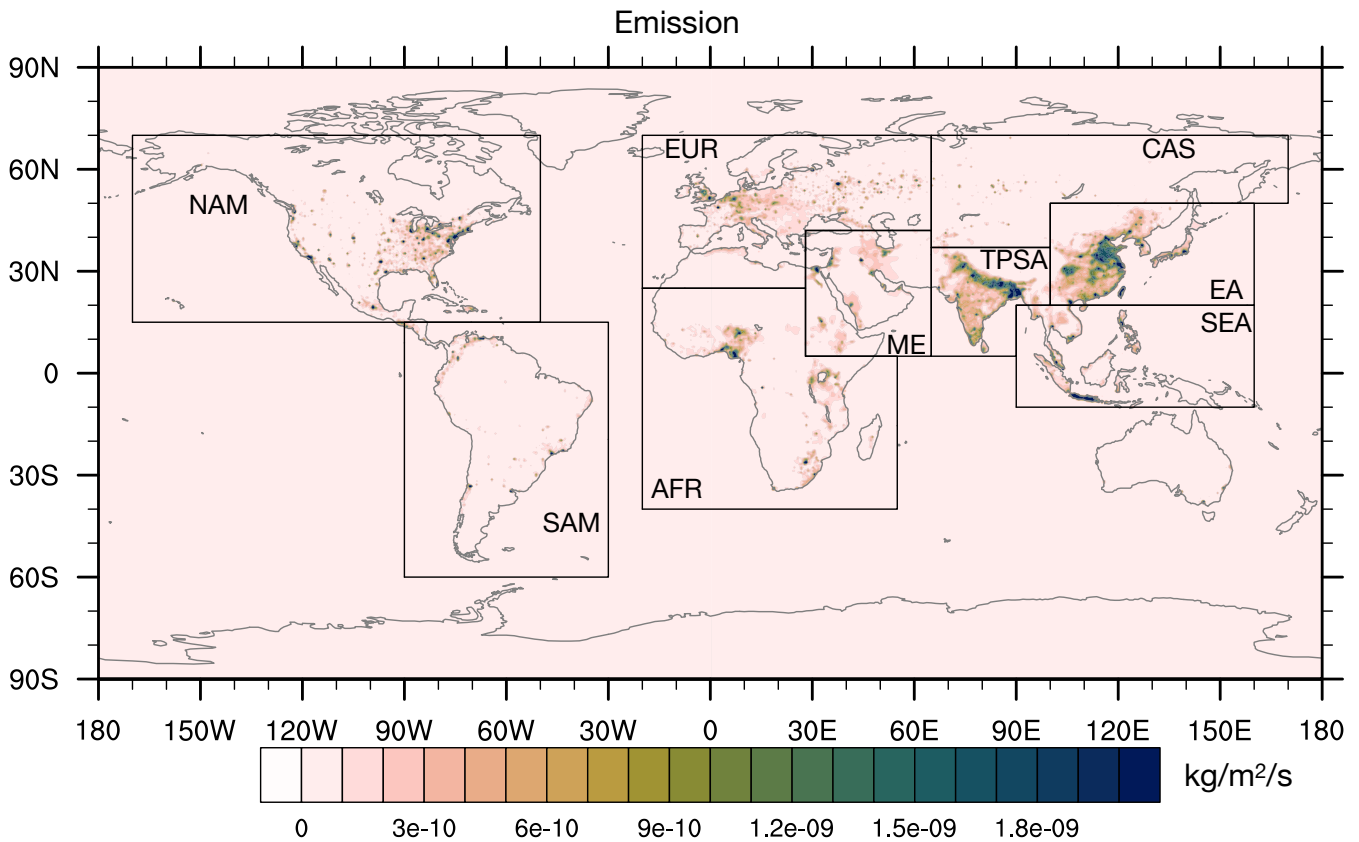 Emission
90N
60N
30N
0
30S
60S
90S
EUR
CAS
NAM
TPSA
EA
SEA
ME
AFR
SAM
180 150W 120W 90W 60W 30W 0 30E 60E 90E 120E 150E 180
kg/m²/s
0 3e-10 6e-10 9e-10 1.2e-09 1.5e-09 1.8e-09